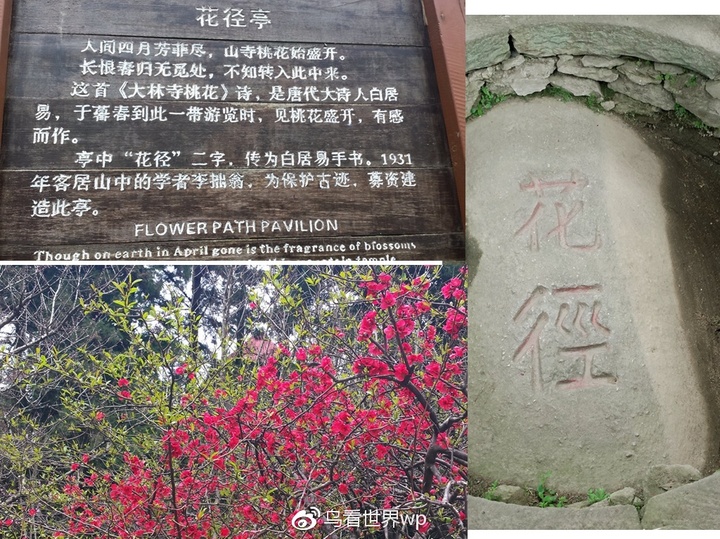 花径亭
人间四月芳菲尽，山寺桃花始盛开。
长恨春归无觅处，不知转入此中来。
这首《大林寺桃花》诗，是唐代大诗人白居
易，于暮春到此一带游览时，见桃花盛开，有感
而作。
亭中“花径”二字，传为白居易手书。1931
年客居山中的学者李拙翁，为保护古迹，募资建
造此亭。
FLOWER PATH PAVILION
Though on earth in April gone is the fragrance of blossoms
temple
花
徑
鸟看世界wp